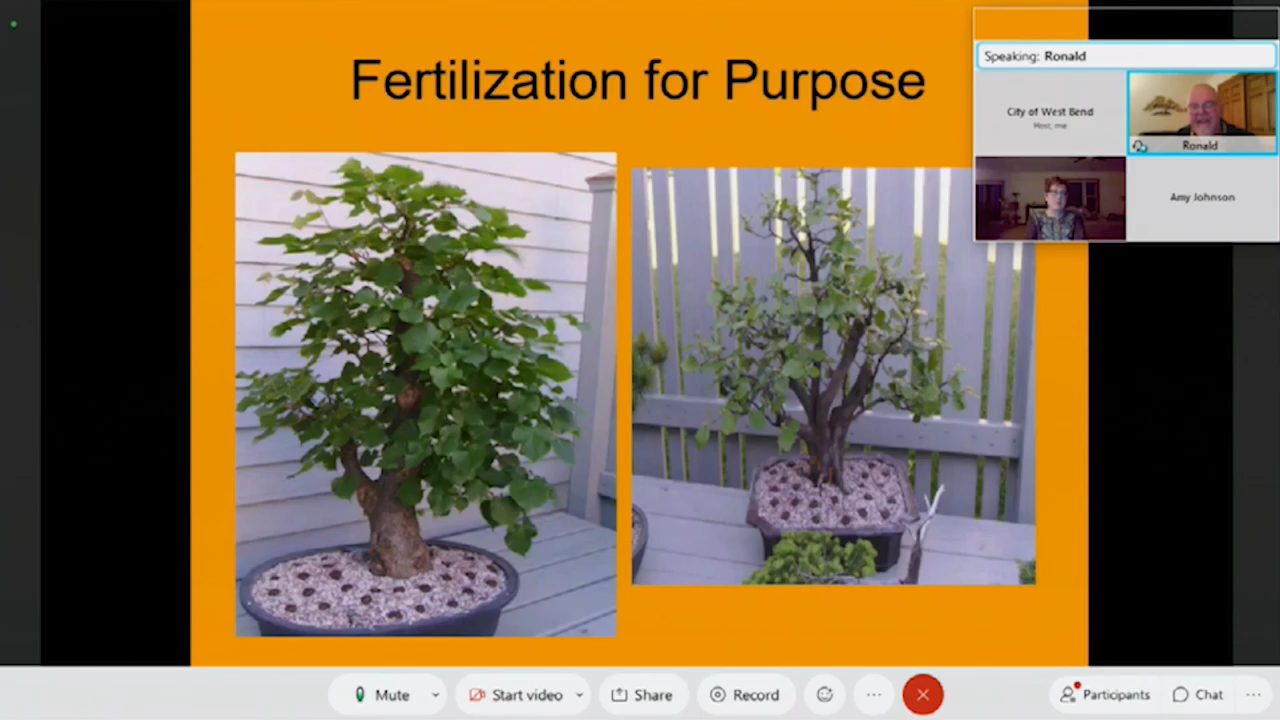 Fertilization for Purpose
Speaking: Ronald
City of West Bend
Host, me
Ronald
Amy Johnson
Mute
Start video
Share
Record
Participants
Chat